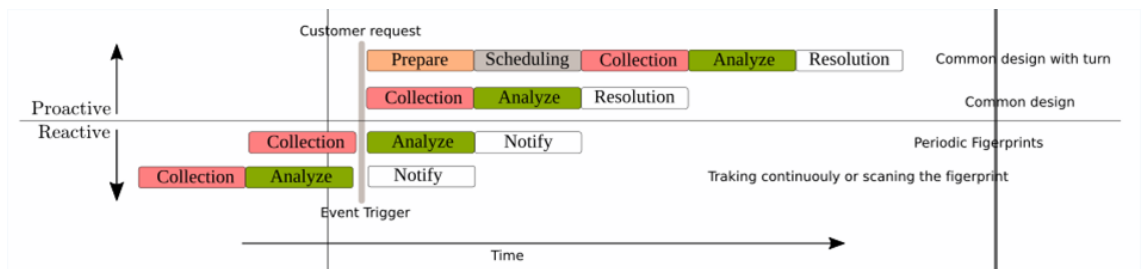 Customer request
Prepare Scheduling Collection Analyze Resolution Common design with turn
Collection Analyze Resolution Common design
Proactive
Reactive
Collection Analyze Notify Periodic Figerprints
Collection Analyze Notify Traking continuouly or scaning the figerprint
Event Trigger
Time